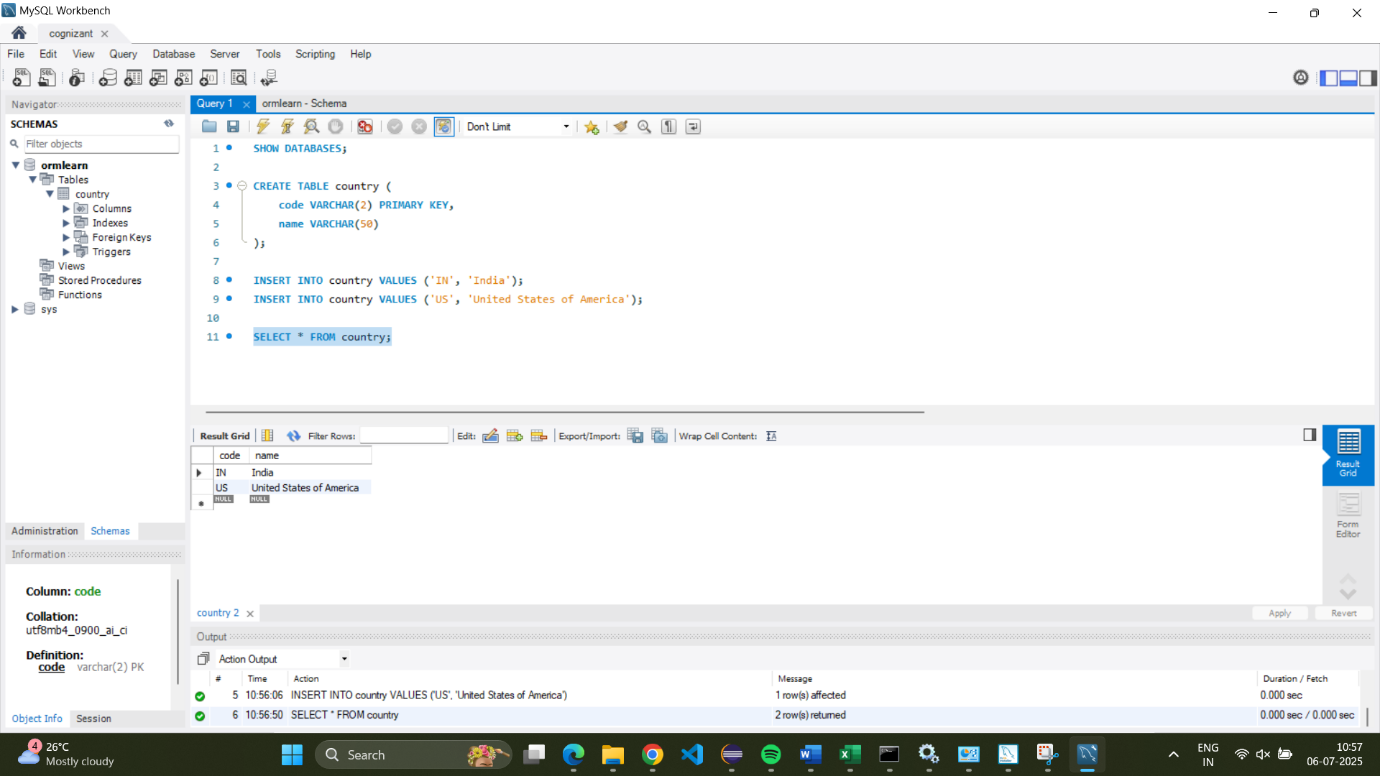 MySQL Workbench
cognizant
File Edit View Query Database Server Tools Scripting Help
Navigator
SCHEMAS
Filter objects
ormlearn
Tables
country
Columns
Indexes
Foreign Keys
Triggers
Views
Stored Procedures
Functions
sys
Administration Schemas
Information
Column: code
Collation:
utf8mb4_0900_ai_ci
Definition:
code varchar(2) PK
Object Info Session
Query 1 ormlearn - Schema
Don't Limit
1 SHOW DATABASES;
2
3 CREATE TABLE country (
4 code VARCHAR(2) PRIMARY KEY,
5 name VARCHAR(50)
6 );
7
8 INSERT INTO country VALUES ('IN', 'India');
9 INSERT INTO country VALUES ('US', 'United States of America');
10
11 SELECT * FROM country;
Result Grid Filter Rows: Edit: Export/Import: Wrap Cell Content:
code name
IN India
US United States of America
NULL NULL
Result
Grid
Form
Editor
country 2
Apply Revert
Output
Action Output
# Time Action Message Duration / Fetch
5 10:56:06 INSERT INTO country VALUES ('US', 'United States of America') 1 row(s) affected 0.000 sec
6 10:56:50 SELECT * FROM country 2 row(s) returned 0.000 sec / 0.000 sec
4
26°C
Mostly cloudy
Search
ENG
IN
10:57
06-07-2025